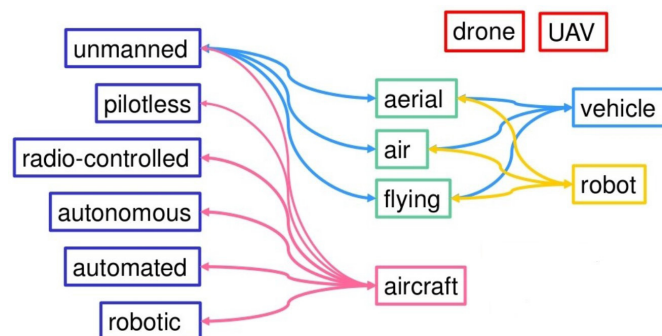 drone
UAV
unmanned
pilotless
radio-controlled
autonomous
automated
robotic
aerial
air
flying
aircraft
vehicle
robot